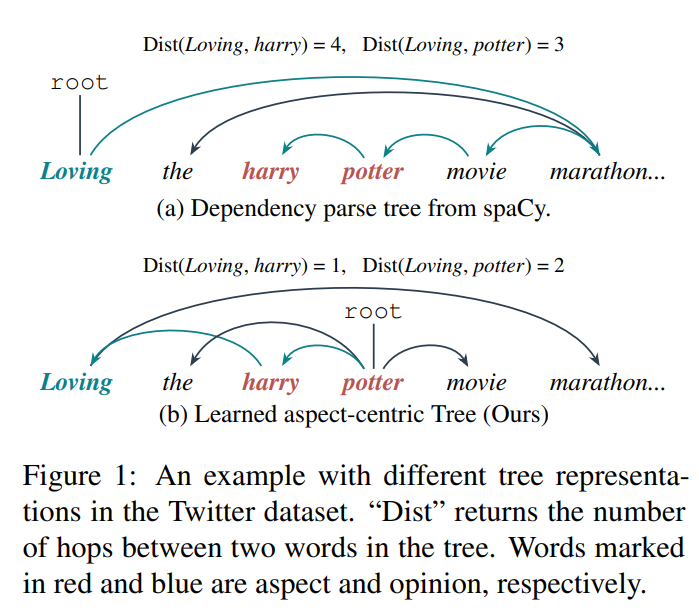 Dist(Loving, harry) = 4, Dist(Loving, potter) = 3
root
Loving the harry potter movie marathon...
(a) Dependency parse tree from spaCy.
Dist(Loving, harry) = 1, Dist(Loving, potter) = 2
root
Loving the harry potter movie marathon...
(b) Learned aspect-centric Tree (Ours)
Figure 1: An example with different tree representa-
tions in the Twitter dataset. “Dist” returns the number
of hops between two words in the tree. Words marked
in red and blue are aspect and opinion, respectively.